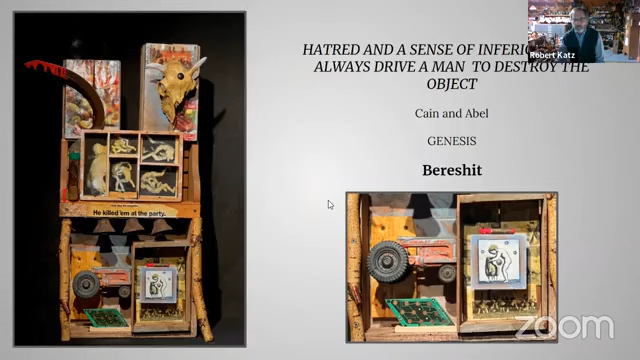 HATRED AND A SENSE OF
ALWAYS DRIVE A MAN TO DESTROY THE
OBJECT
Cain and Abel
GENESIS
Bereshit
He killed 'em at the party.
Robert Katz
zoom